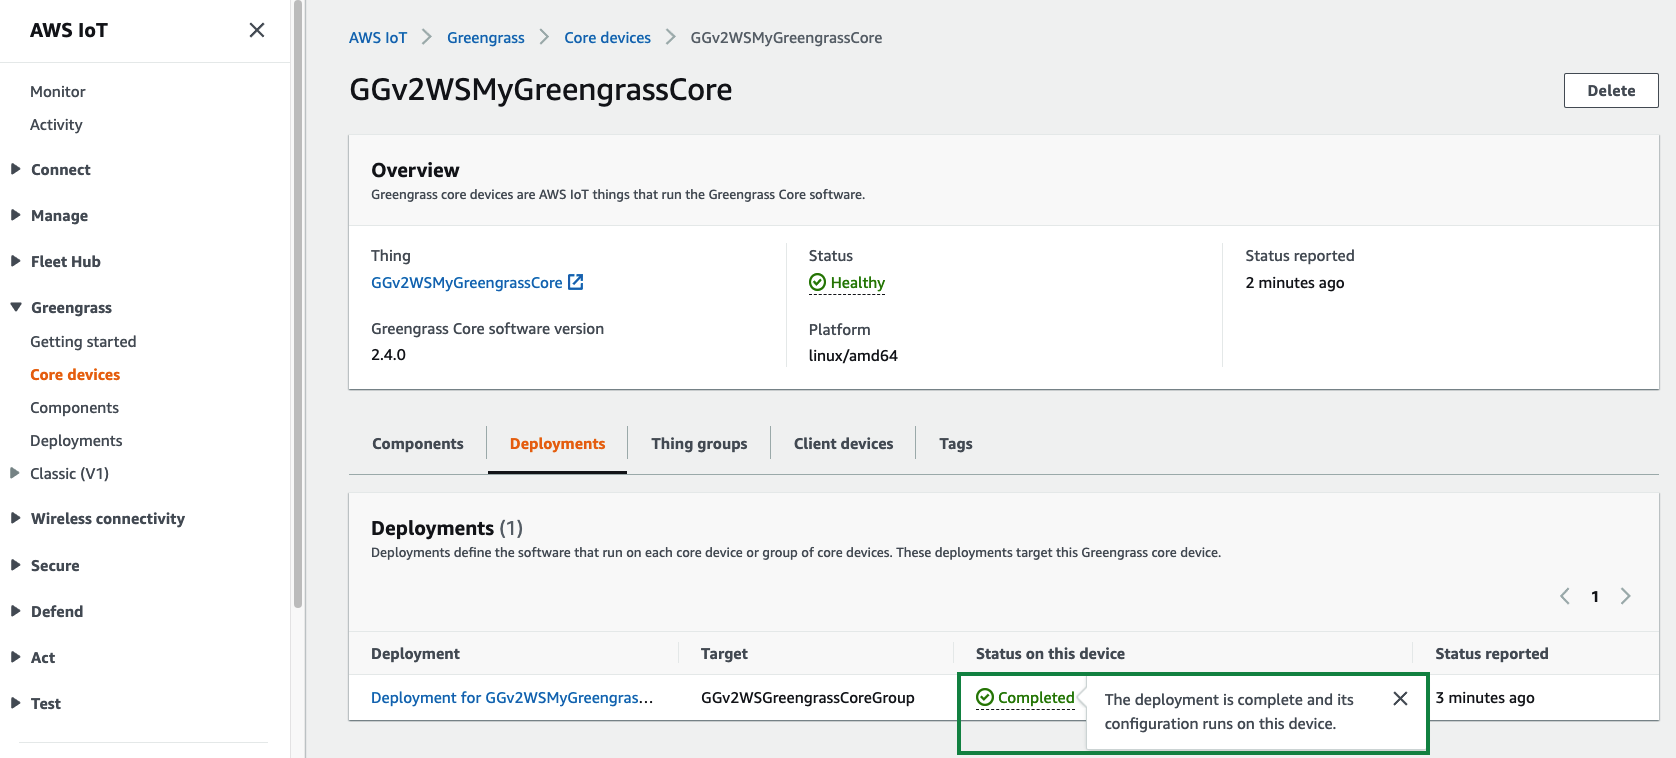 AWS IoT
Monitor
Activity
Connect
Manage
Fleet Hub
Greengrass
Getting started
Core devices
Components
Deployments
Classic (V1)
Wireless connectivity
Secure
Defend
Act
Test
AWS IoT > Greengrass > Core devices > GGv2WSMyGreengrassCore
GGv2WSMyGreengrassCore
Delete
Overview
Greengrass core devices are AWS IoT things that run the Greengrass Core software.
Thing
GGv2WSMyGreengrassCore
Greengrass Core software version
2.4.0
Status
Healthy
Platform
linux/amd64
Status reported
2 minutes ago
Components Deployments Thing groups Client devices Tags
Deployments (1)
Deployments define the software that run on each core device or group of core devices. These deployments target this Greengrass core device.
1
Deployment Target Status on this device Status reported
Deployment for GGv2WSMyGreengras... GGv2WSGreengrassCoreGroup Completed 3 minutes ago
The deployment is complete and its
configuration runs on this device.